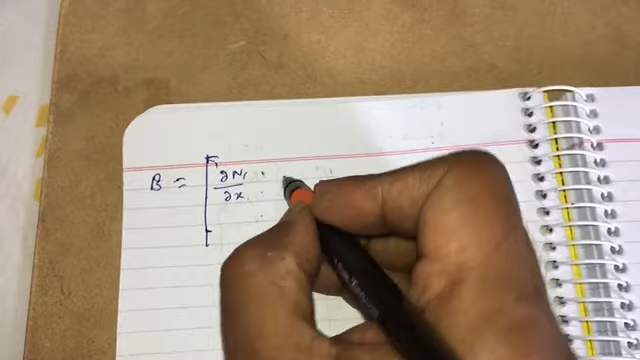 B = [ ∂N₁
∂x